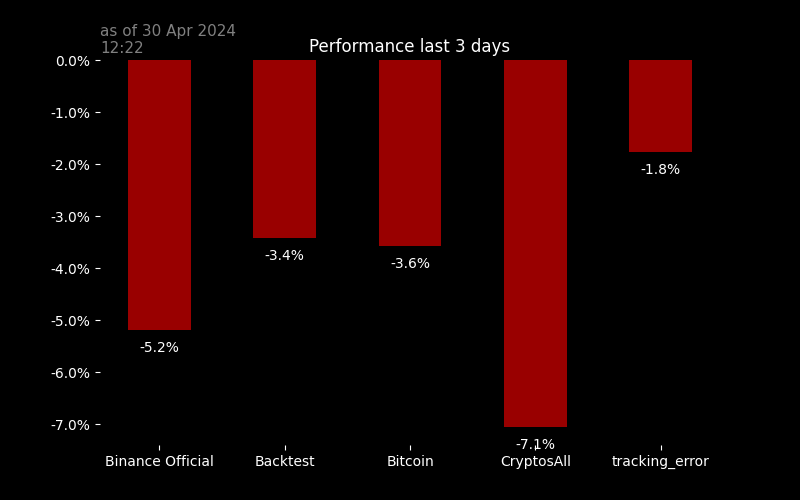 as of 30 Apr 2024
12:22
Performance last 3 days
0.0%
-1.0%
-2.0%
-3.0%
-4.0%
-5.0%
-6.0%
-7.0%
-5.2%
-3.4%
-3.6%
-7.1%
-1.8%
Binance Official
Backtest
Bitcoin
CryptosAll
tracking_error